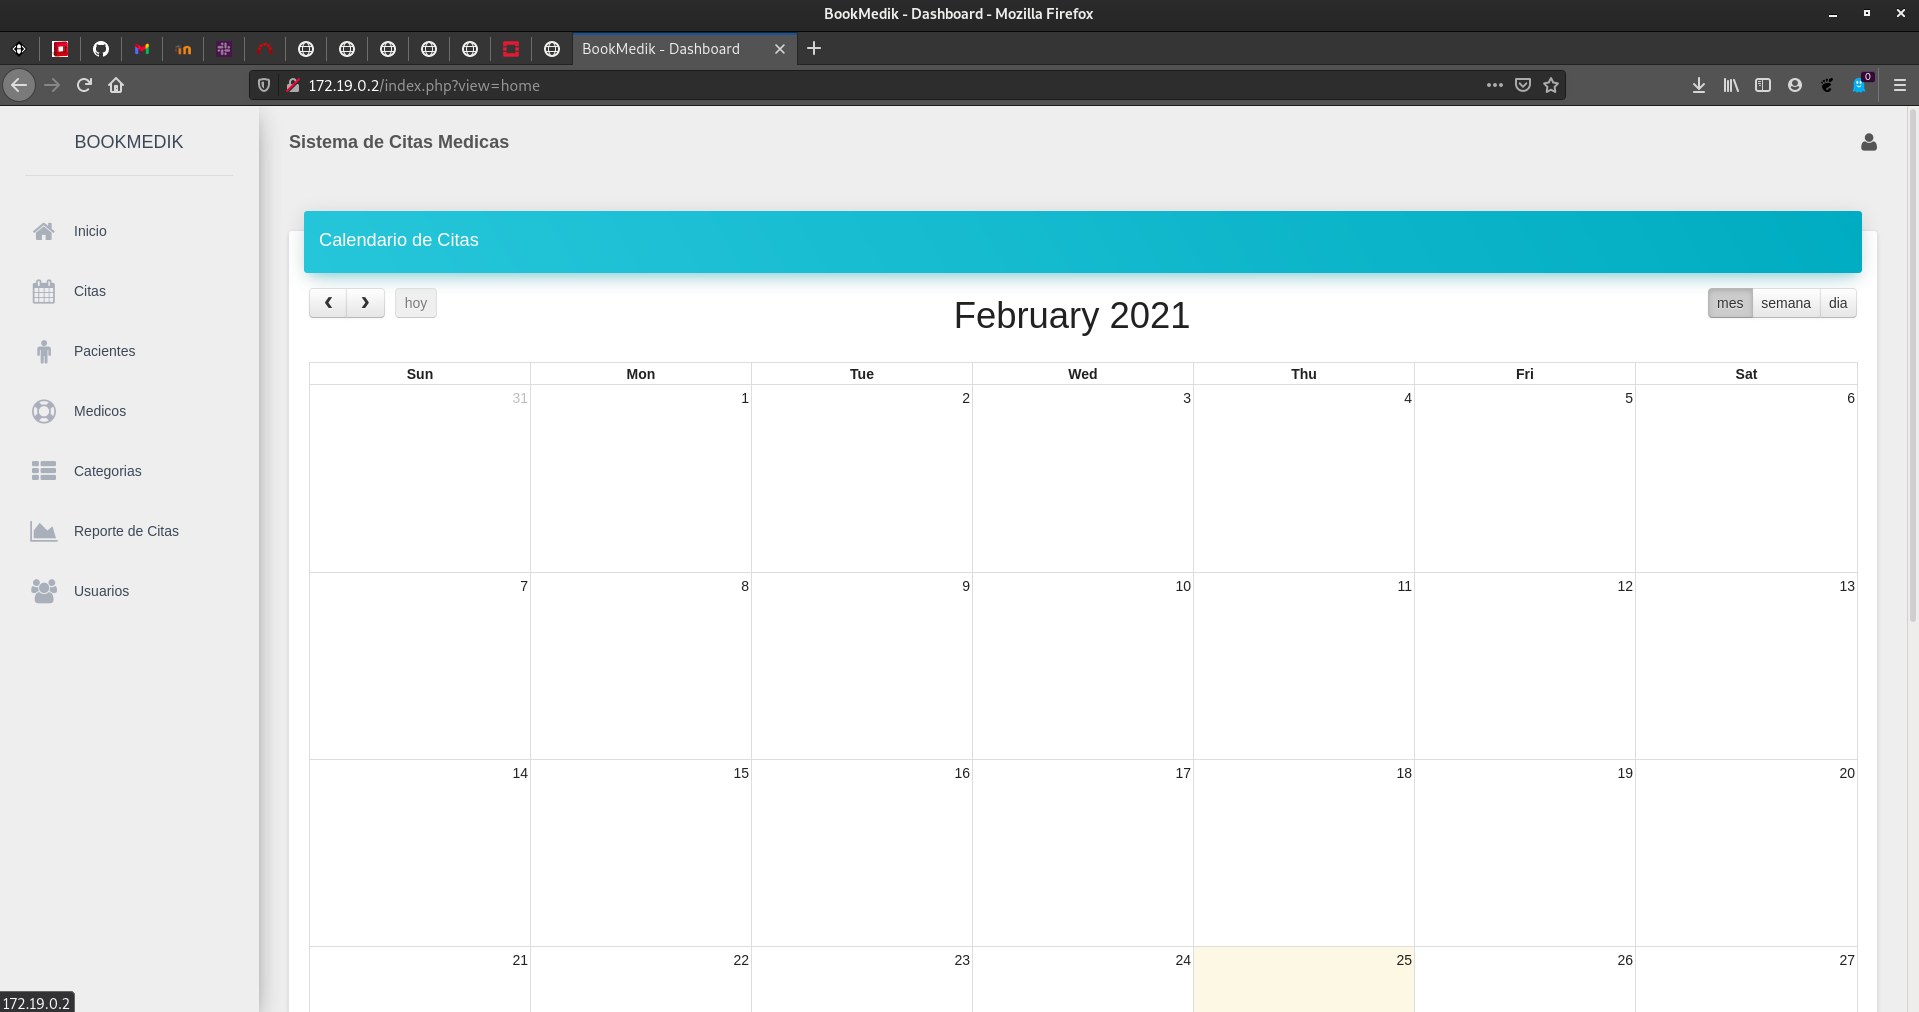 BookMedik - Dashboard - Mozilla Firefox
BookMedik - Dashboard
172.19.0.2/index.php?view=home
0
BOOKMEDIK
Sistema de Citas Medicas
Inicio
Citas
Pacientes
Medicos
Categorias
Reporte de Citas
Usuarios
Calendario de Citas
hoy
February 2021
mes semana dia
Sun Mon Tue Wed Thu Fri Sat
31 1 2 3 4 5 6
7 8 9 10 11 12 13
14 15 16 17 18 19 20
21 22 23 24 25 26 27
172.19.0.2